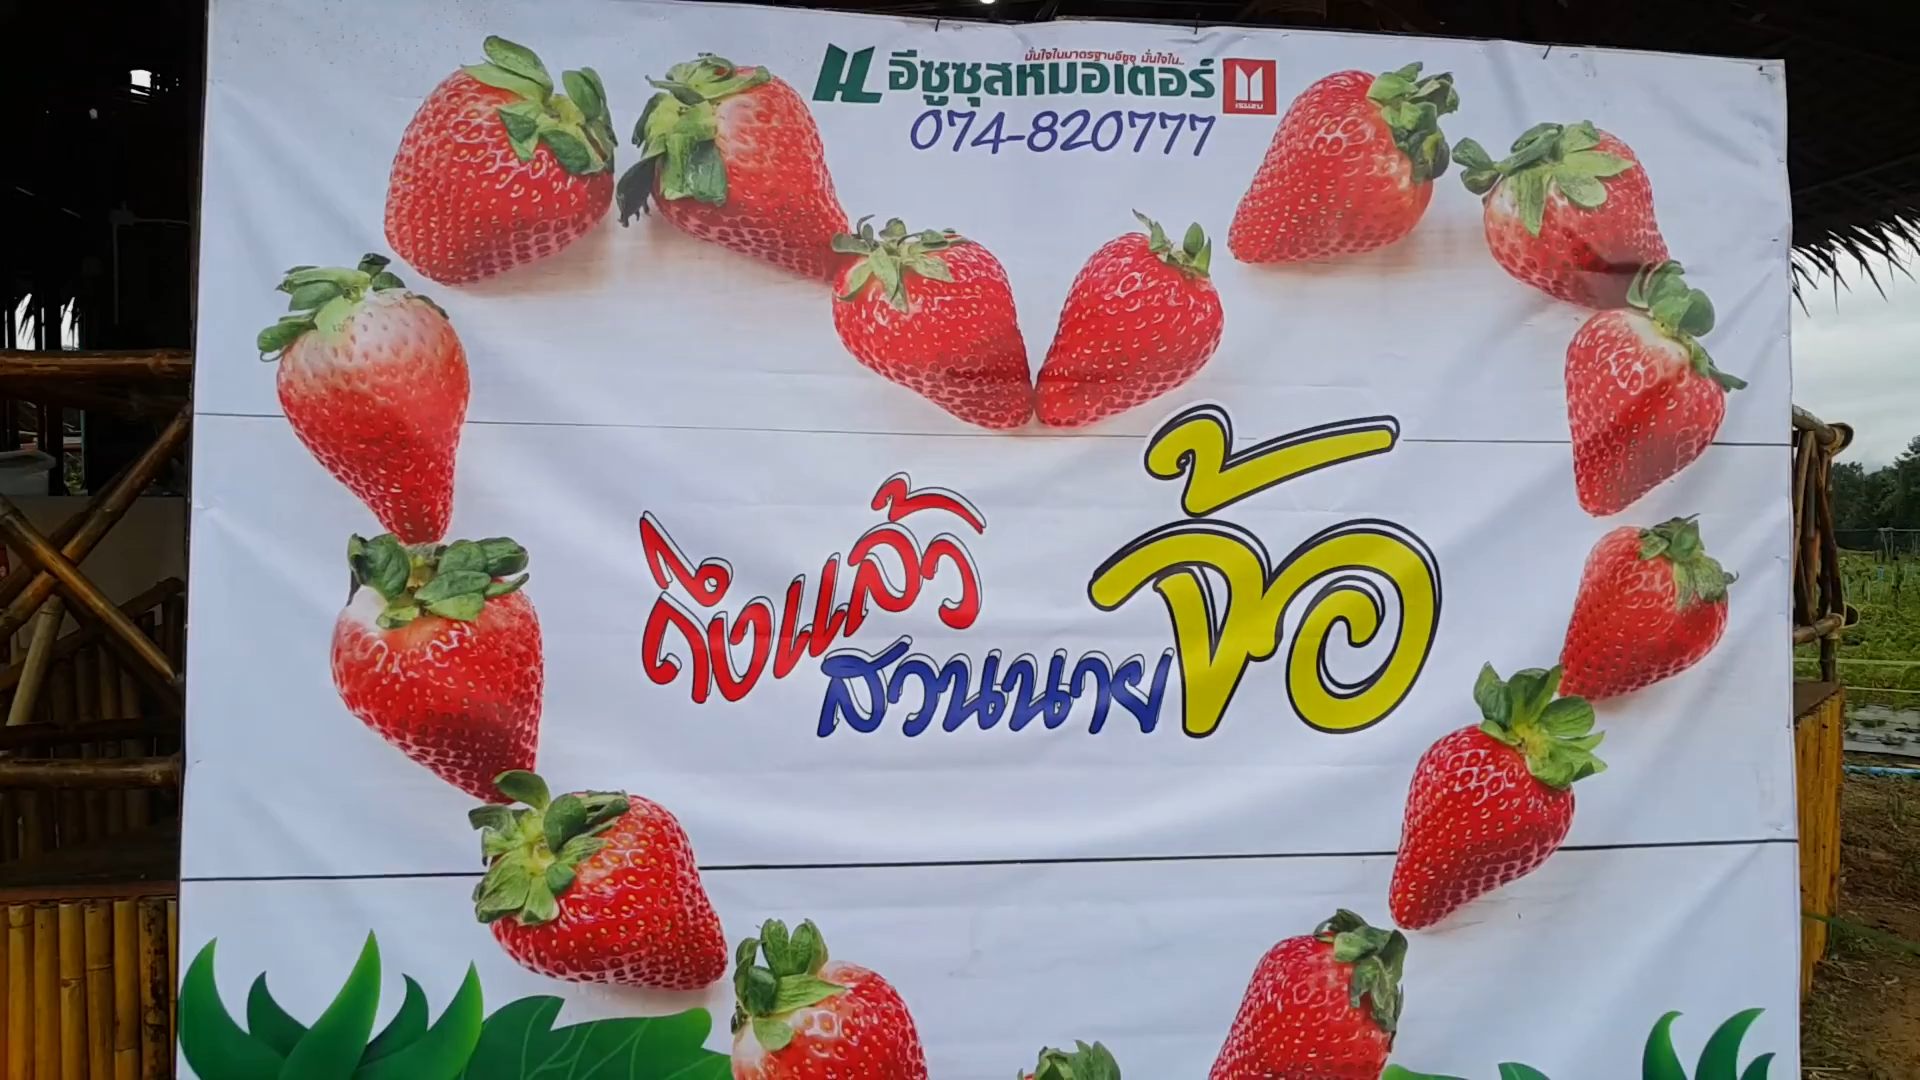 มั่นใจในมาตรฐานอีซูซุ มั่นใจใน..
อีซูซุสหมอเตอร์
ISUZU
074-820777
ถึงแล้ว
สวนนายจ้อ